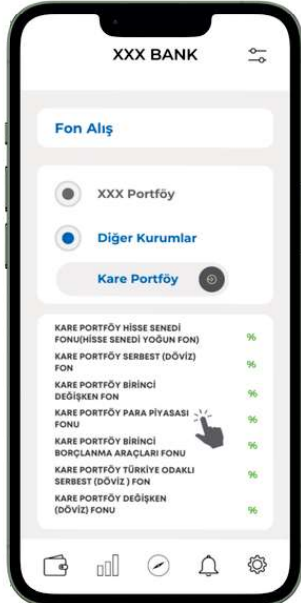 XXX BANK
Fon Alış
XXX Portföy
Diğer Kurumlar
Kare Portföy
KARE PORTFÖY HİSSE SENEDİ
FONU(HİSSE SENEDİ YOĞUN FON) %
KARE PORTFÖY SERBEST (DÖVİZ)
FON %
KARE PORTFÖY BİRİNCİ
DEĞİŞKEN FON %
KARE PORTFÖY PARA PİYASASI
FONU %
KARE PORTFÖY BİRİNCİ
BORÇLANMA ARAÇLARI FONU %
KARE PORTFÖY TÜRKİYE ODAKLI
SERBEST (DÖVİZ ) FON %
KARE PORTFÖY DEĞİŞKEN
(DÖVİZ) FONU %